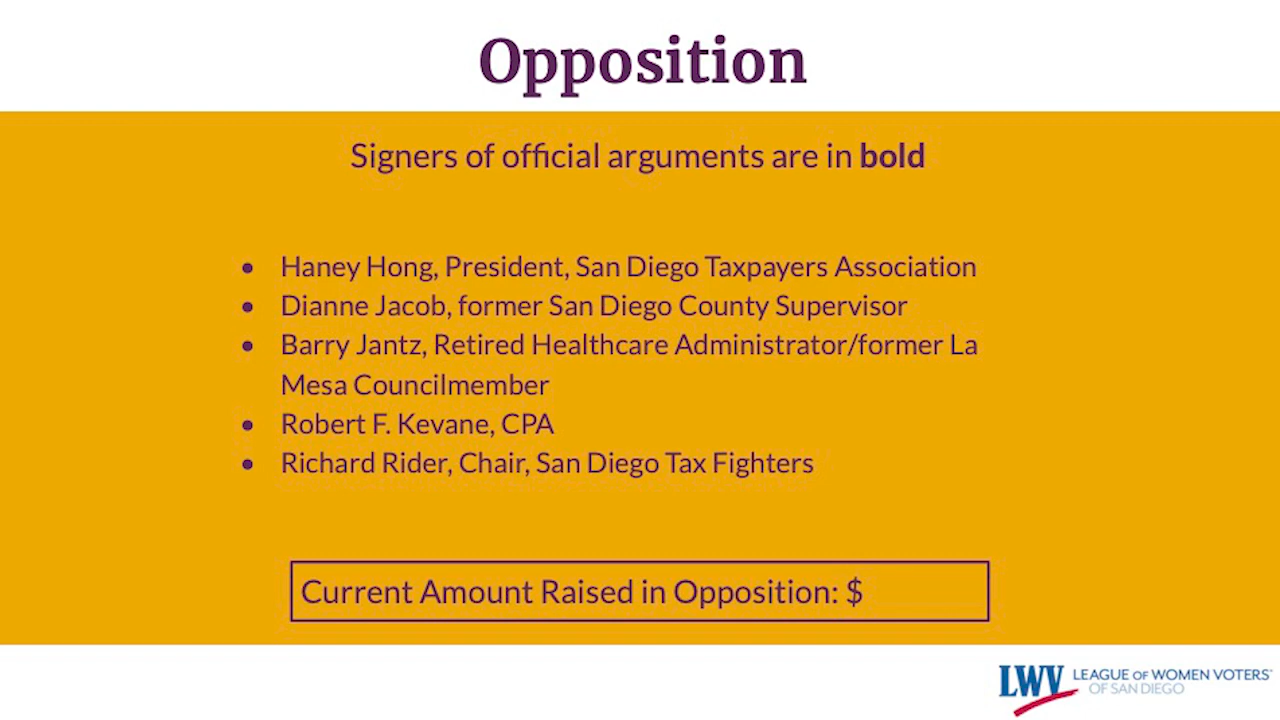 Opposition
Signers of official arguments are in bold
• Haney Hong, President, San Diego Taxpayers Association
• Dianne Jacob, former San Diego County Supervisor
• Barry Jantz, Retired Healthcare Administrator/former La
Mesa Councilmember
• Robert F. Kevane, CPA
• Richard Rider, Chair, San Diego Tax Fighters
Current Amount Raised in Opposition: $
LWV LEAGUE OF WOMEN VOTERS®
OF SAN DIEGO